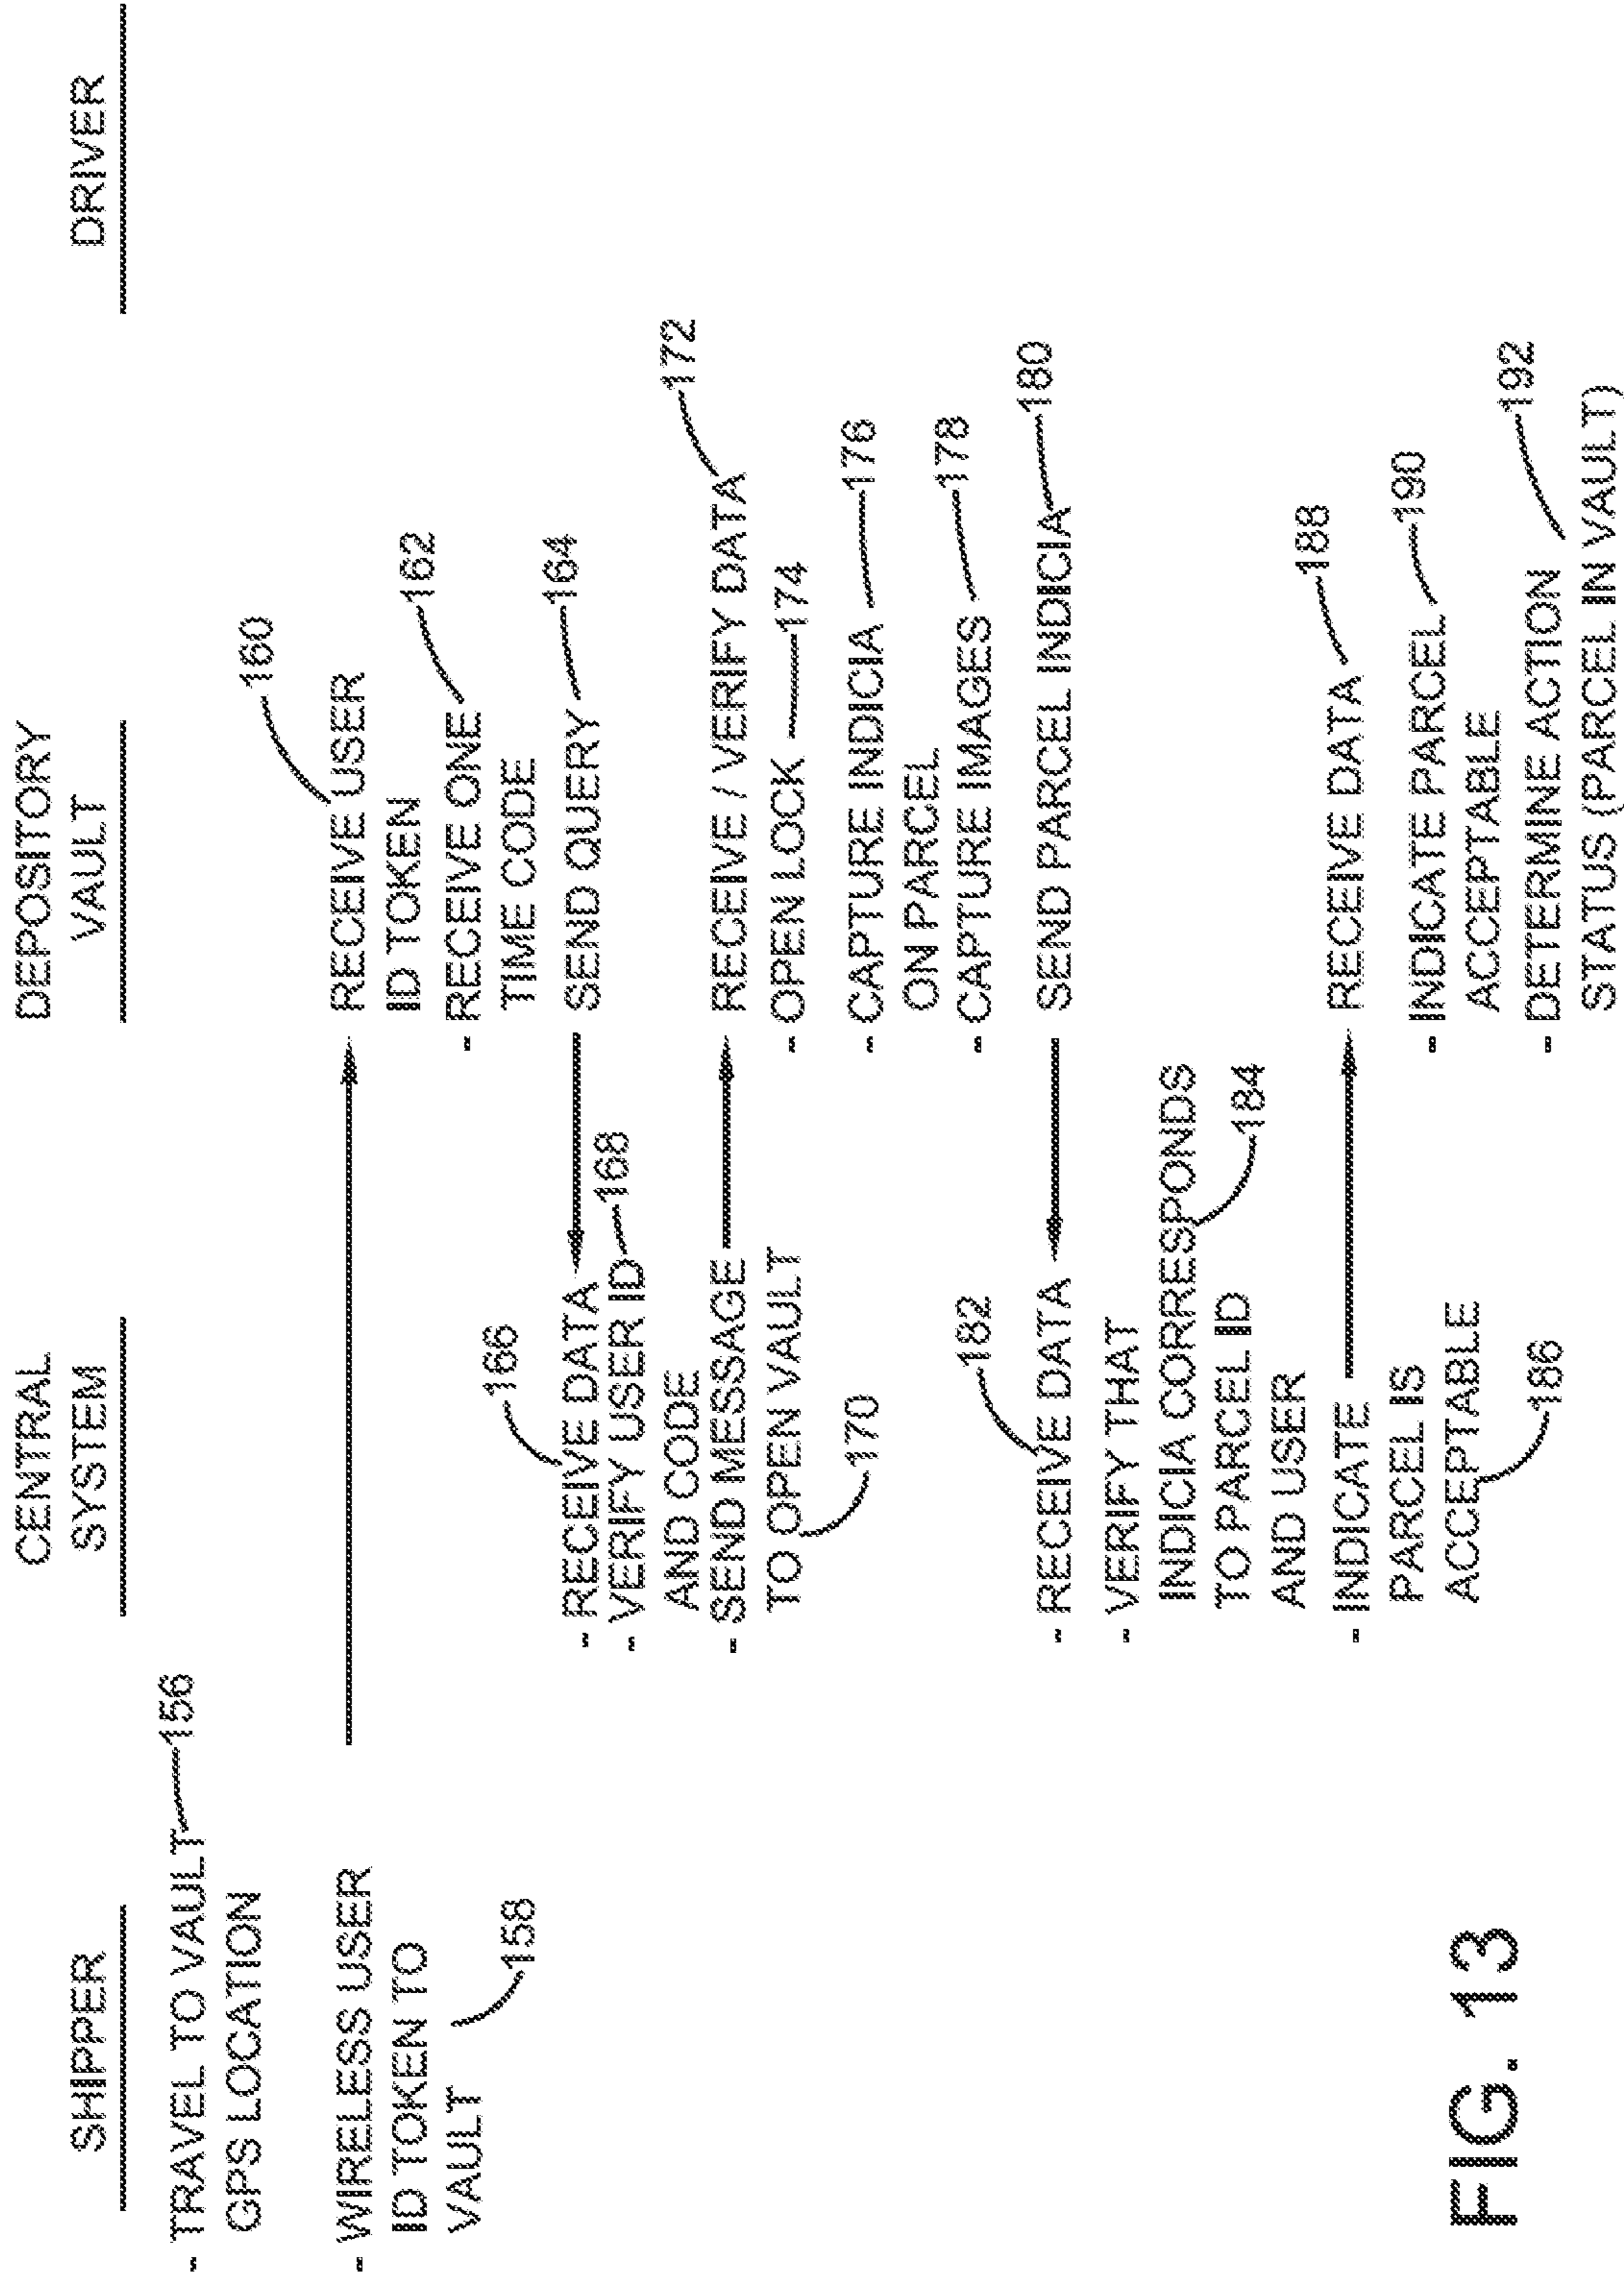 SHIPPER
CENTRAL
SYSTEM
DEPOSITORY
VAULT
DRIVER
- TRAVEL TO VAULT 156
GPS LOCATION
- WIRELESS USER
ID TOKEN TO
VAULT
158
160
RECEIVE USER
ID TOKEN
- RECEIVE ONE 162
TIME CODE
SEND QUERY 164
166
- RECEIVE DATA
- VERIFY USER ID 168
AND CODE
- SEND MESSAGE
TO OPEN VAULT
170
172
RECEIVE / VERIFY DATA
- OPEN LOCK 174
- CAPTURE INDICIA 176
ON PARCEL
- CAPTURE IMAGES 178
SEND PARCEL INDICIA 180
182
- RECEIVE DATA
- VERIFY THAT
INDICIA CORRESPONDS
TO PARCEL ID 184
AND USER
- INDICATE
PARCEL IS
ACCEPTABLE
186
188
RECEIVE DATA
- INDICATE PARCEL 190
ACCEPTABLE
- DETERMINE ACTION 192
STATUS (PARCEL IN VAULT)
FIG. 13